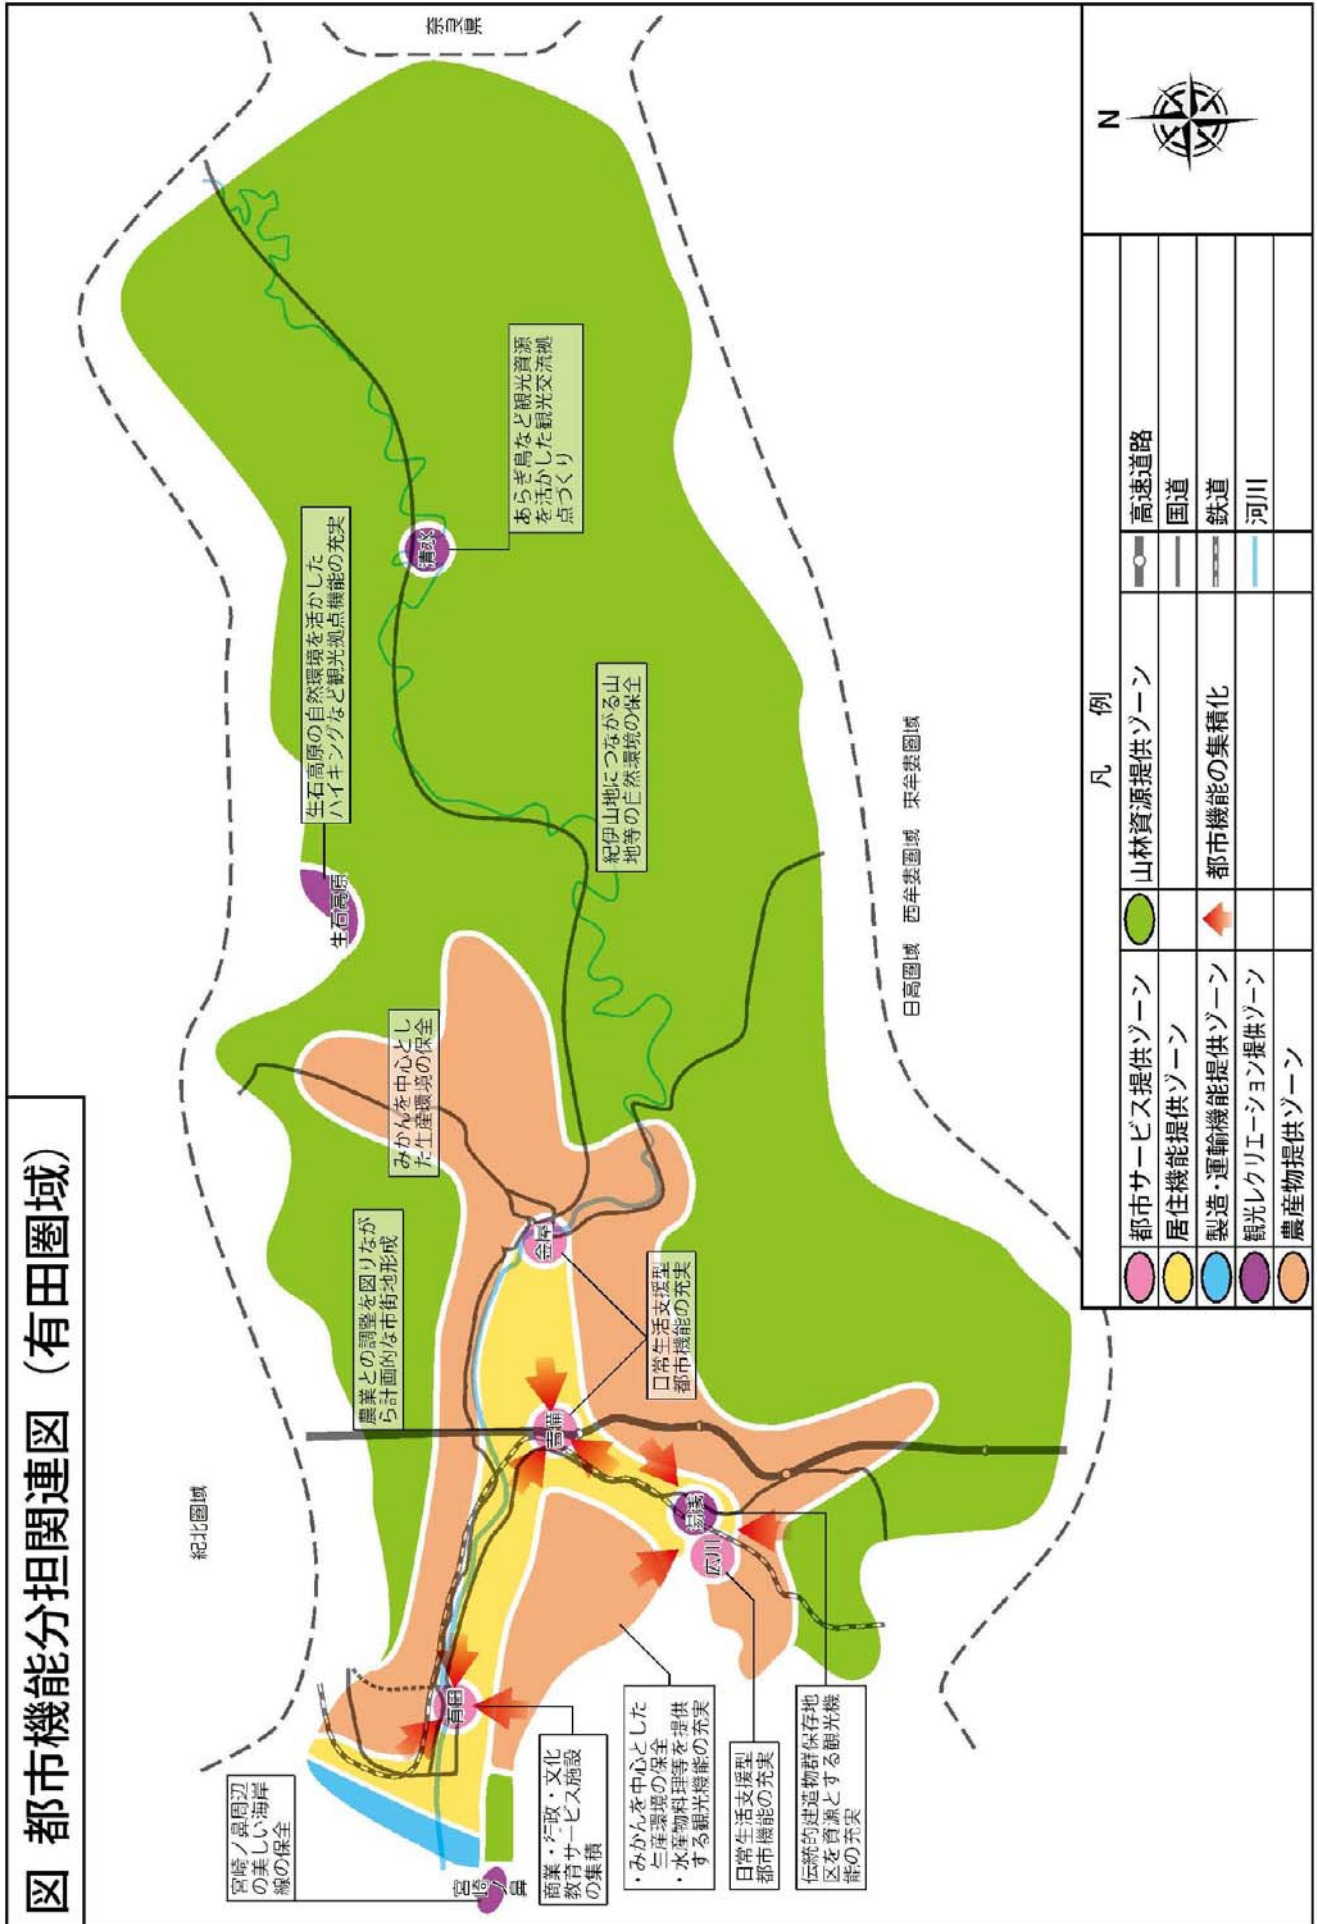 図 都市機能分担関連図（有田圏域）
奈良県
紀北圏域
生石高原の自然環境を活かした
ハイキングなど観光拠点機能の充実
生石高原
清水
あらぎ島など観光資源
を活かした観光交流拠
点づくり
紀伊山地につながる山
地等の自然環境の保全
みかんを中心とし
た生産環境の保全
農業との調整を図りなが
ら計画的な市街地形成
金屋
吉備
日常生活支援型
都市機能の充実
有田
湯浅
広川
宮崎ノ鼻周辺
の美しい海岸
線の保全
宮崎ノ鼻
商業・行政・文化
教育サービス施設
の集積
・みかんを中心とした
生産環境の保全
・水産物料理等を提供
する観光機能の充実
日常生活支援型
都市機能の充実
伝統的建造物群保存地
区を資源とする観光機
能の充実
日高圏域 西牟婁圏域 東牟婁圏域
凡 例
都市サービス提供ゾーン
居住機能提供ゾーン
製造・運輸機能提供ゾーン
観光レクリエーション提供ゾーン
農産物提供ゾーン
山林資源提供ゾーン
都市機能の集積化
高速道路
国道
鉄道
河川
N